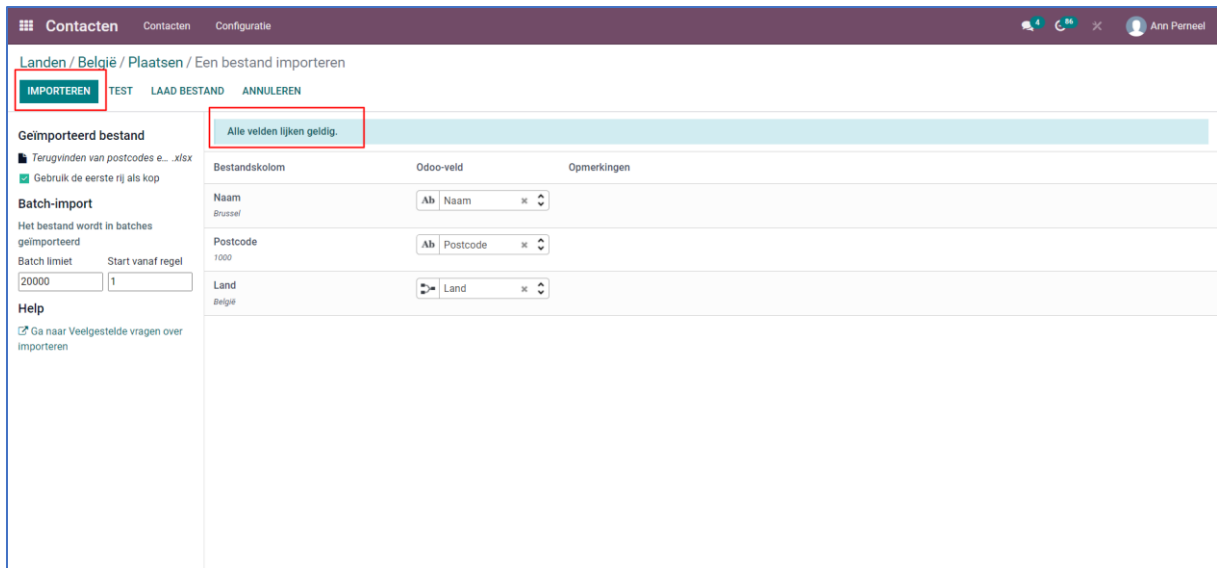 Contacten Contacten Configuratie 4 86 Ann Perneel
Landen / België / Plaatsen / Een bestand importeren
IMPORTEREN TEST LAAD BESTAND ANNULEREN
Geïmporteerd bestand
Terugvinden van postcodes e... .xlsx
Gebruik de eerste rij als kop
Batch-import
Het bestand wordt in batches
geïmporteerd
Batch limiet Start vanaf regel
20000 1
Help
Ga naar Veelgestelde vragen over
importeren
Alle velden lijken geldig.
Bestandskolom Odoo-veld Opmerkingen
Naam Ab Naam
Brussel
Postcode Ab Postcode
1000
Land Land
België